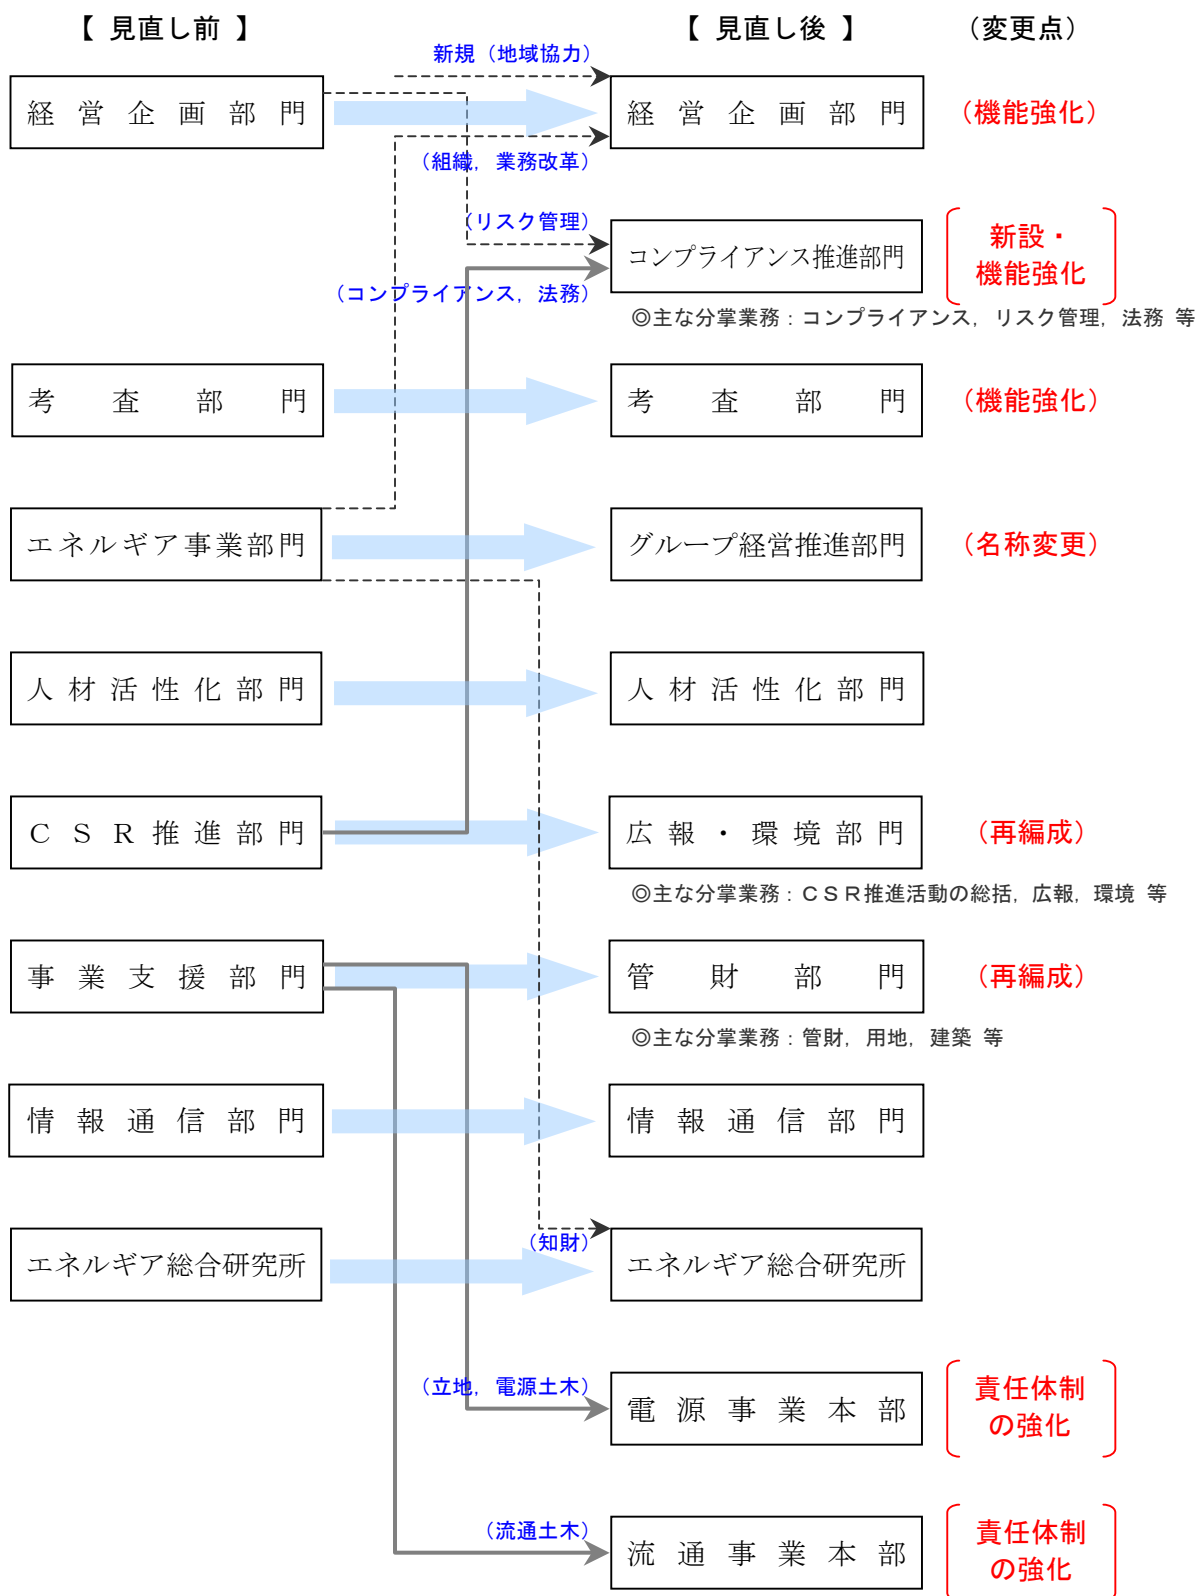 【 見直し前 】 【 見直し後 】 （変更点）
新規（地域協力）
経営企画部門 経営企画部門 （機能強化）
（組織，業務改革）
（リスク管理）
コンプライアンス推進部門 新設・
機能強化
（コンプライアンス，法務）
◎主な分掌業務：コンプライアンス，リスク管理，法務 等
考査部門 考査部門 （機能強化）
エネルギア事業部門 グループ経営推進部門 （名称変更）
人材活性化部門 人材活性化部門
ＣＳＲ推進部門 広報・環境部門 （再編成）
◎主な分掌業務：ＣＳＲ推進活動の総括，広報，環境 等
事業支援部門 管財部門 （再編成）
◎主な分掌業務：管財，用地，建築 等
情報通信部門 情報通信部門
（知財）
エネルギア総合研究所 エネルギア総合研究所
（立地，電源土木）
電源事業本部 責任体制
の強化
（流通土木）
流通事業本部 責任体制
の強化